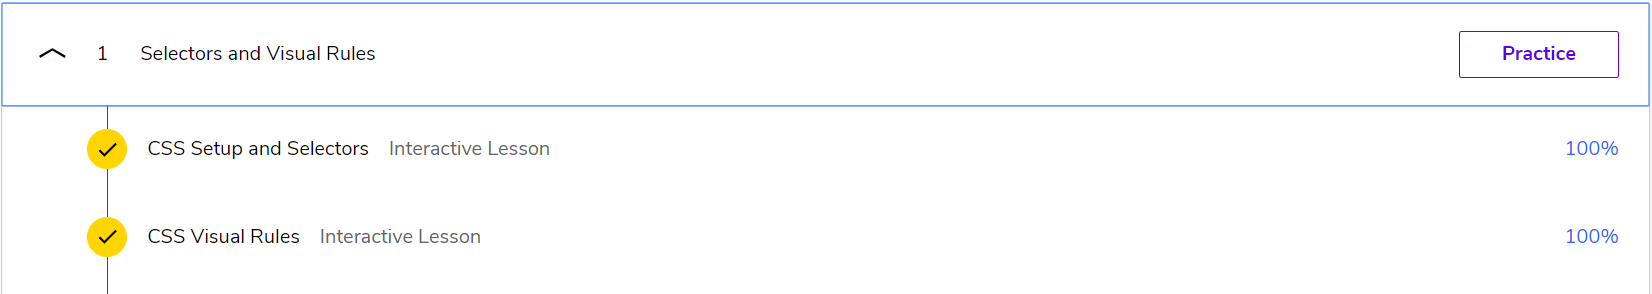 1 Selectors and Visual Rules Practice
CSS Setup and Selectors Interactive Lesson 100%
CSS Visual Rules Interactive Lesson 100%